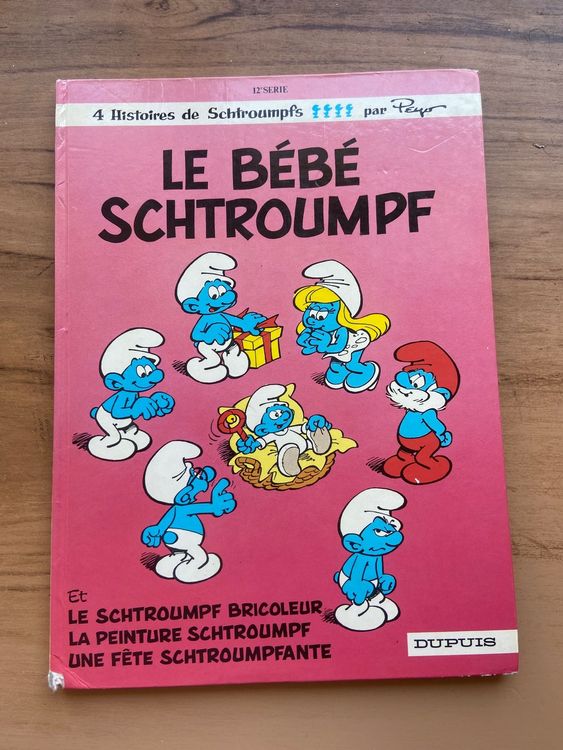 12e SERIE
4 Histoires de Schtroumpfs par Peyo
LE BÉBÉ
SCHTROUMPF
Et
LE SCHTROUMPF BRICOLEUR
LA PEINTURE SCHTROUMPF
UNE FÊTE SCHTROUMPFANTE
DUPUIS